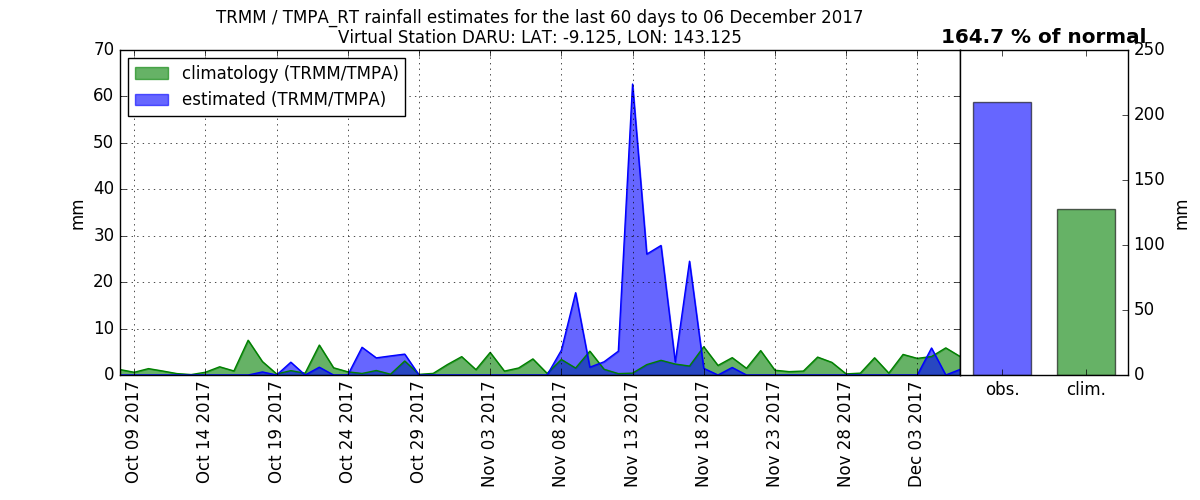 TRMM / TMPA_RT rainfall estimates for the last 60 days to 06 December 2017
Virtual Station DARU: LAT: -9.125, LON: 143.125
164.7 % of normal
climatology (TRMM/TMPA)
estimated (TRMM/TMPA)
70
60
50
40
30
20
10
0
mm
Oct 09 2017
Oct 14 2017
Oct 19 2017
Oct 24 2017
Oct 29 2017
Nov 03 2017
Nov 08 2017
Nov 13 2017
Nov 18 2017
Nov 23 2017
Nov 28 2017
Dec 03 2017
250
200
150
100
50
0
mm
obs.
clim.